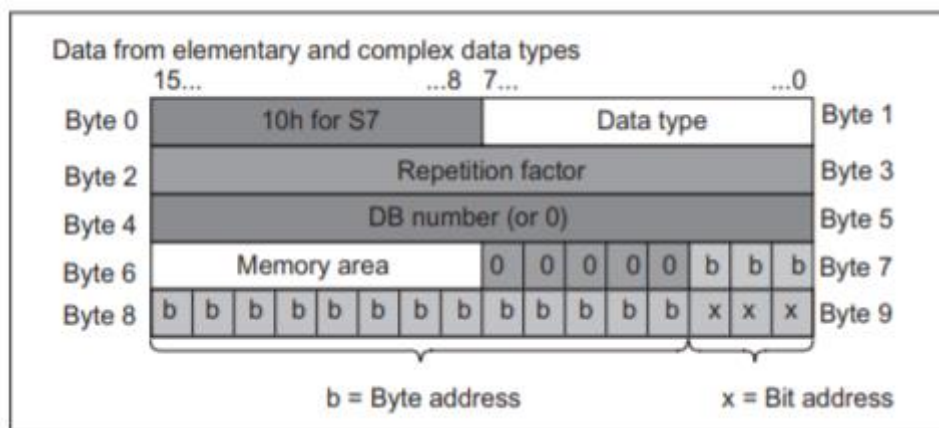 Data from elementary and complex data types
15... ...8 7... ...0
Byte 0 10h for S7 Data type Byte 1
Byte 2 Repetition factor Byte 3
Byte 4 DB number (or 0) Byte 5
Byte 6 Memory area 0 0 0 0 0 b b b Byte 7
Byte 8 b b b b b b b b b b b b b x x x Byte 9
b = Byte address x = Bit address